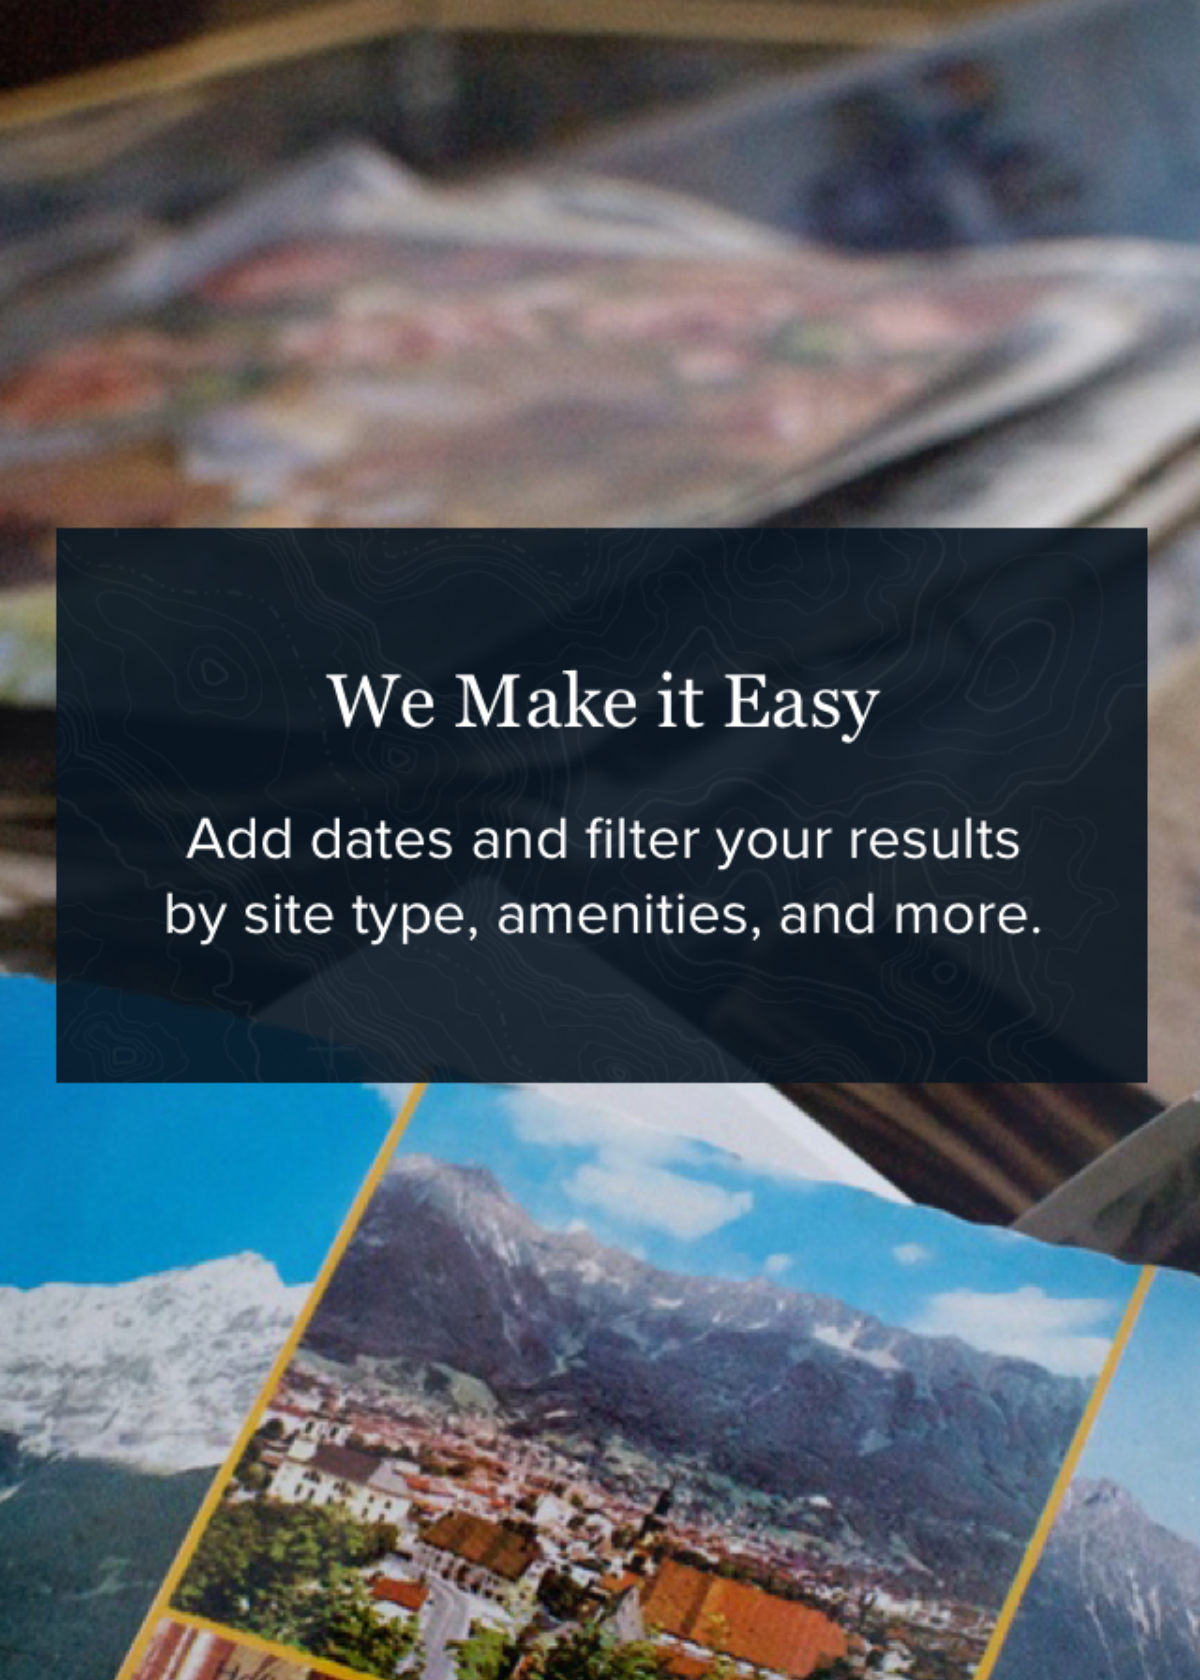 We Make it Easy
Add dates and filter your results
by site type, amenities, and more.